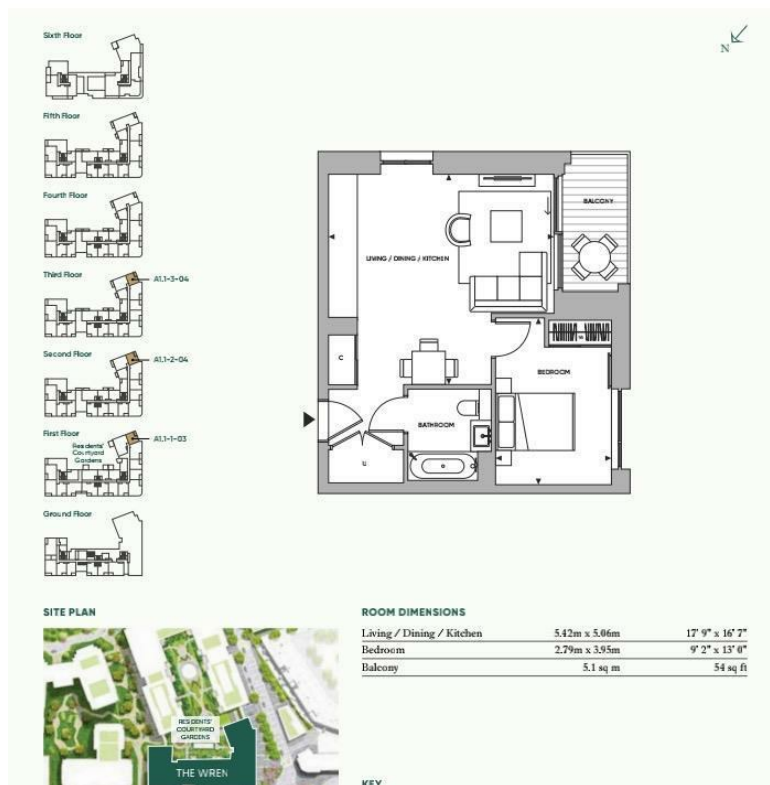 Sixth Floor
N
Fifth Floor
Fourth Floor
Third Floor
A1.1-3-04
Second Floor
A1.1-2-04
First Floor
A1.1-1-03
Residents'
Courtyard
Gardens
Ground Floor
BALCONY
LIVING / DINING / KITCHEN
C
BEDROOM
BATHROOM
U
SITE PLAN
RESIDENTS'
COURTYARD
GARDENS
THE WREN
ROOM DIMENSIONS
Living / Dining / Kitchen 5.42m x 5.06m 17' 9" x 16' 7"
Bedroom 2.79m x 3.95m 9' 2" x 13' 0"
Balcony 5.1 sq m 54 sq ft
KEY